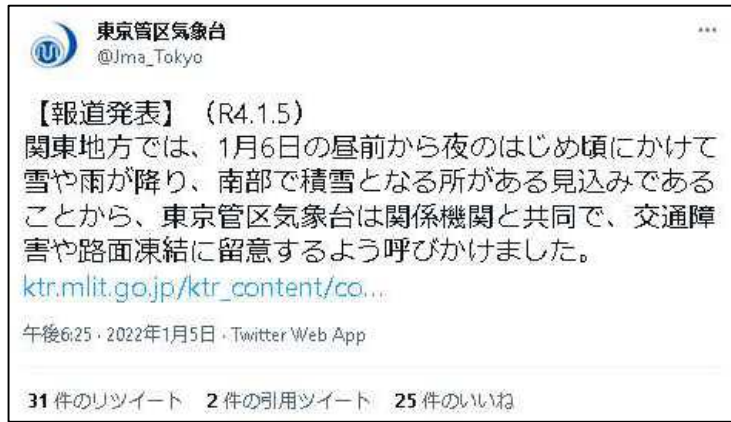 東京管区気象台
@Jma_Tokyo
【報道発表】（R4.1.5）
関東地方では、1月6日の昼前から夜のはじめ頃にかけて
雪や雨が降り、南部で積雪となる所がある見込みである
ことから、東京管区気象台は関係機関と共同で、交通障
害や路面凍結に留意するよう呼びかけました。
ktr.mlit.go.jp/ktr_content/co...
午後6:25 · 2022年1月5日 · Twitter Web App
31 件のリツイート 2 件の引用ツイート 25 件のいいね